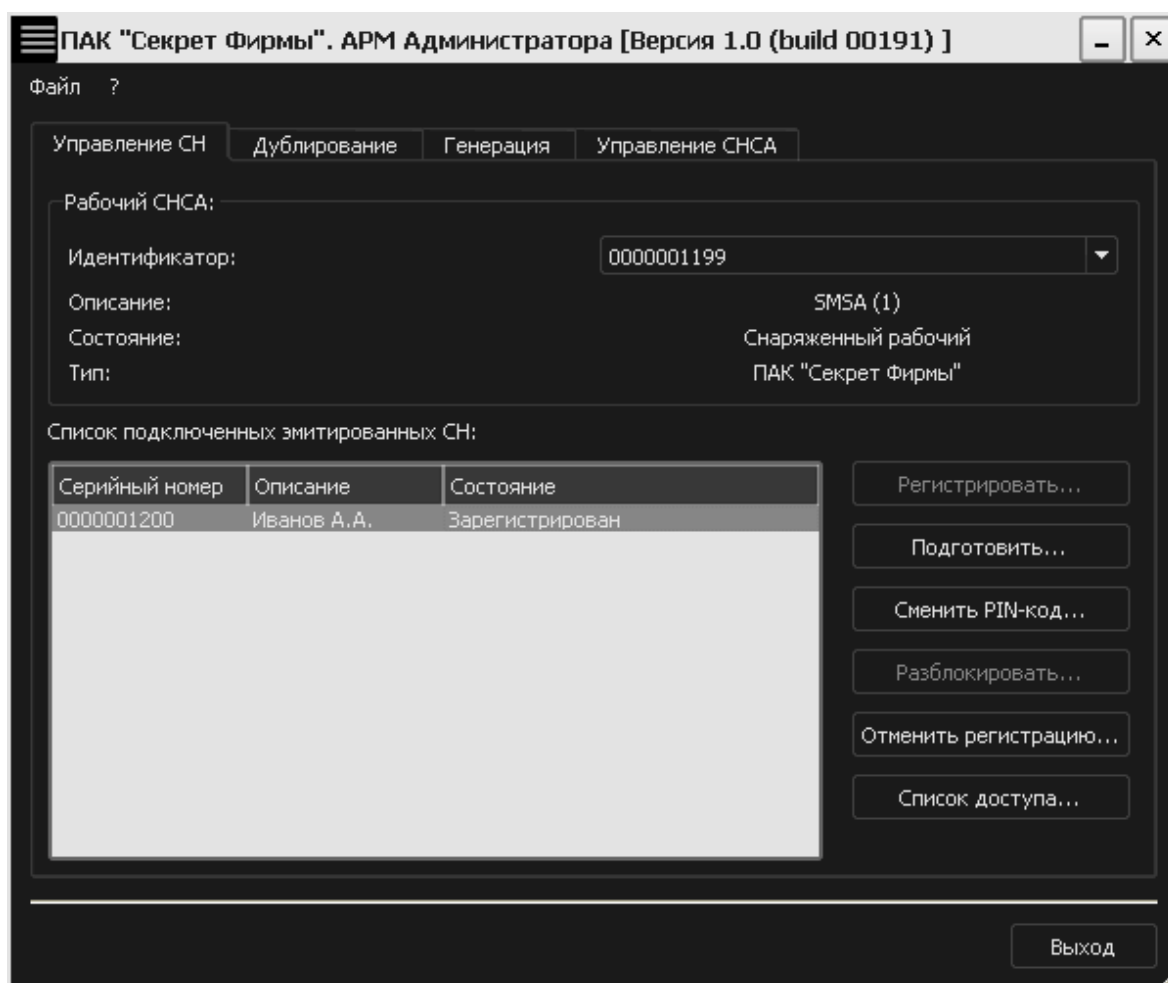 ПАК "Секрет Фирмы". АРМ Администратора [Версия 1.0 (build 00191) ]
Файл ?
Управление СН Дублирование Генерация Управление СНСА
Рабочий СНСА:
Идентификатор: 0000001199
Описание: SMSA (1)
Состояние: Снаряженный рабочий
Тип: ПАК "Секрет Фирмы"
Список подключенных эмитированных СН:
Серийный номер Описание Состояние Регистрировать...
0000001200 Иванов А.А. Зарегистрирован
Подготовить...
Сменить PIN-код...
Разблокировать...
Отменить регистрацию...
Список доступа...
Выход